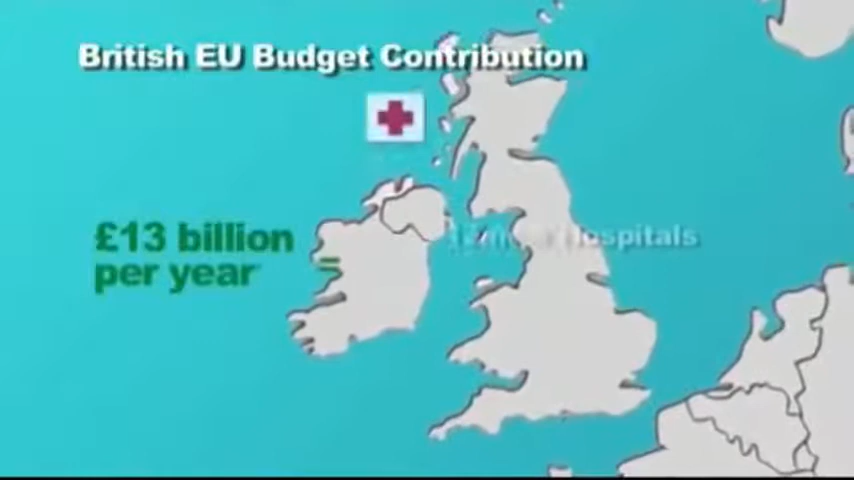 British EU Budget Contribution
£13 billion
per year
=
hospitals